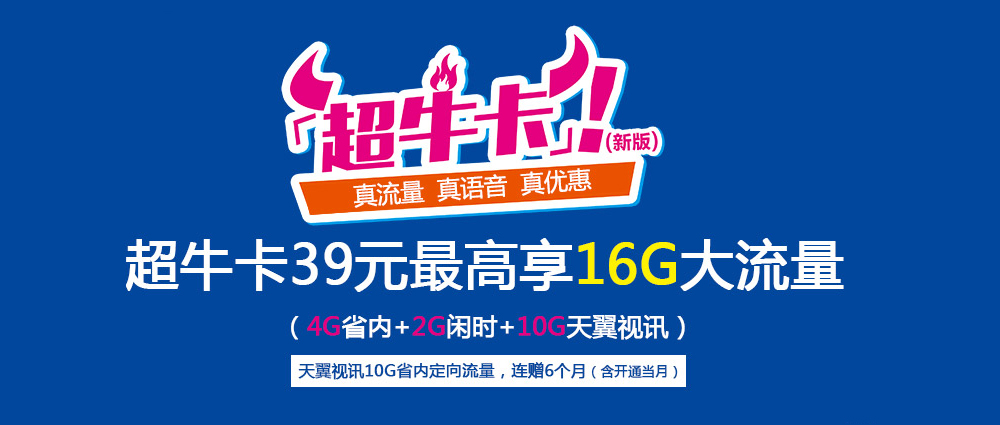 「超牛卡」！
（新版）
真流量 真语音 真优惠
超牛卡39元最高享16G大流量
（4G省内+2G闲时+10G天翼视讯）
天翼视讯10G省内定向流量，连赠6个月（含开通当月）